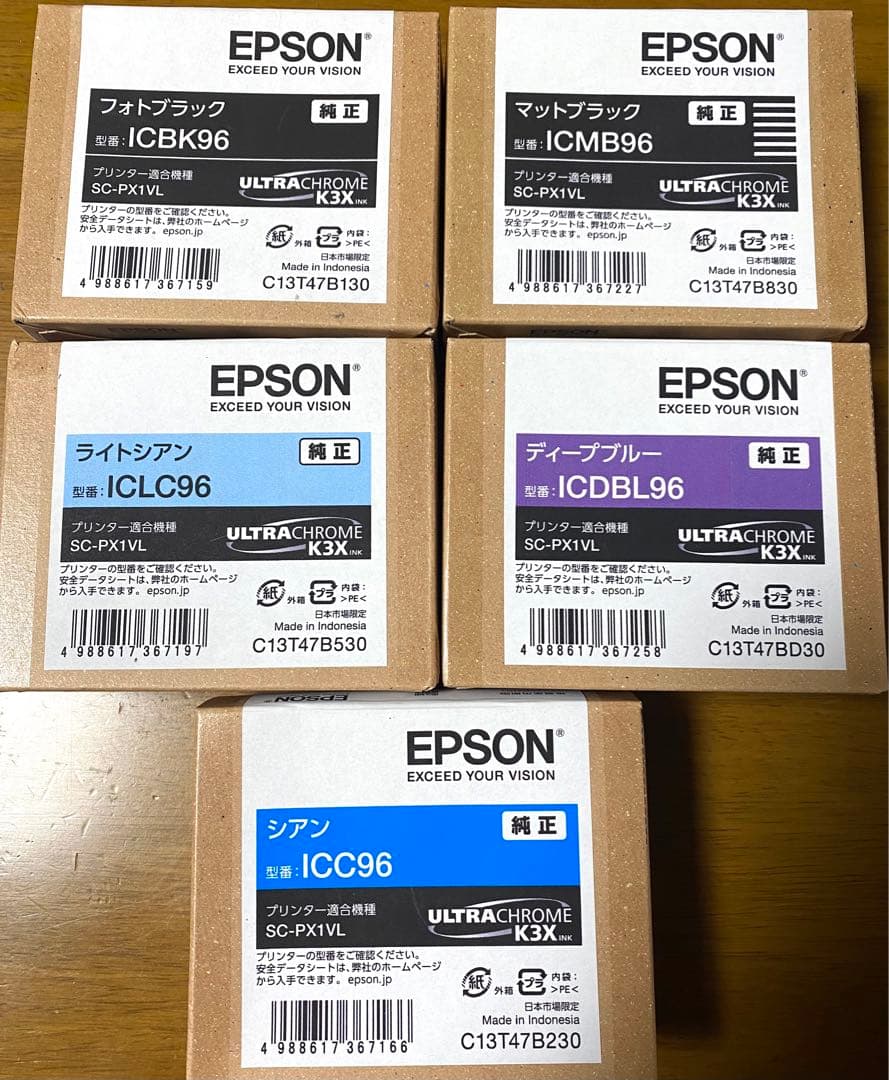 EPSON®
EXCEED YOUR VISION
フォトブラック 純正
型番:ICBK96
プリンター適合機種
SC-PX1VL
ULTRACHROME
K3X INK
プリンターの型番をご確認ください。
安全データシートは、弊社のホームページ
から入手できます。epson.jp
紙 外箱 プラ 内袋:
>PE<
日本市場限定
Made in Indonesia
4 988617 367159
C13T47B130
EPSON®
EXCEED YOUR VISION
マットブラック 純正
型番:ICMB96
プリンター適合機種
SC-PX1VL
ULTRACHROME
K3X INK
プリンターの型番をご確認ください。
安全データシートは、弊社のホームページ
から入手できます。epson.jp
紙 外箱 プラ 内袋:
>PE<
日本市場限定
Made in Indonesia
4 988617 367227
C13T47B830
EPSON®
EXCEED YOUR VISION
ライトシアン 純正
型番:ICLC96
プリンター適合機種
SC-PX1VL
ULTRACHROME
K3X INK
プリンターの型番をご確認ください。
安全データシートは、弊社のホームページ
から入手できます。epson.jp
紙 外箱 プラ 内袋:
>PE<
日本市場限定
Made in Indonesia
4 988617 367197
C13T47B530
EPSON®
EXCEED YOUR VISION
ディープブルー 純正
型番:ICDBL96
プリンター適合機種
SC-PX1VL
ULTRACHROME
K3X INK
プリンターの型番をご確認ください。
安全データシートは、弊社のホームページ
から入手できます。epson.jp
紙 外箱 プラ 内袋:
>PE<
日本市場限定
Made in Indonesia
4 988617 367258
C13T47BD30
EPSON
EPSON®
EXCEED YOUR VISION
シアン 純正
型番:ICC96
プリンター適合機種
SC-PX1VL
ULTRACHROME
K3X INK
プリンターの型番をご確認ください。
安全データシートは、弊社のホームページ
から入手できます。epson.jp
紙 外箱 プラ 内袋:
>PE<
日本市場限定
Made in Indonesia
4 988617 367166
C13T47B230